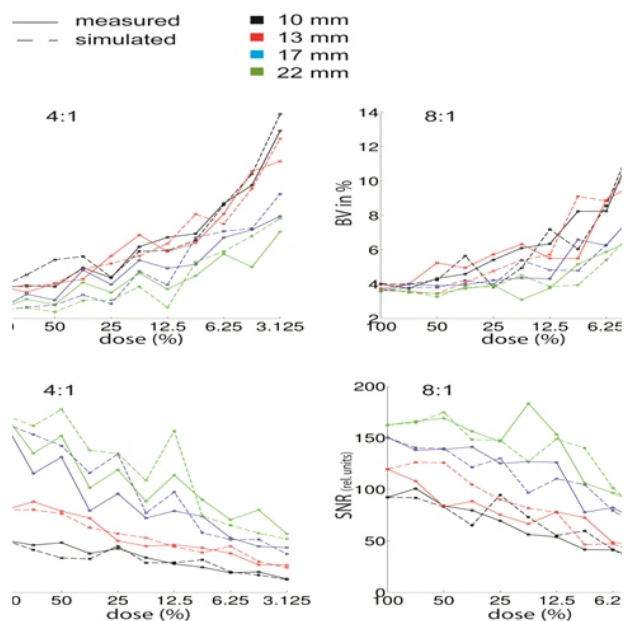 measured
simulated
10 mm
13 mm
17 mm
22 mm
4:1
8:1
BV in %
14
12
10
8
6
4
2
50 25 12.5 6.25 3.125
dose (%)
100 50 25 12.5 6.25
dose (%)
4:1
8:1
SNR (rel. units)
200
150
100
50
0
50 25 12.5 6.25 3.125
dose (%)
100 50 25 12.5 6.2
dose (%)